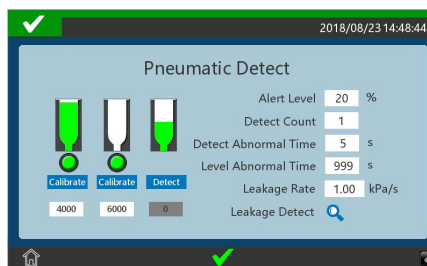 2018/08/23 14:48:44
Pneumatic Detect
Alert Level 20 %
Detect Count 1
Detect Abnormal Time 5 s
Level Abnormal Time 999 s
Leakage Rate 1.00 kPa/s
Leakage Detect
Calibrate Calibrate Detect
4000 6000 0